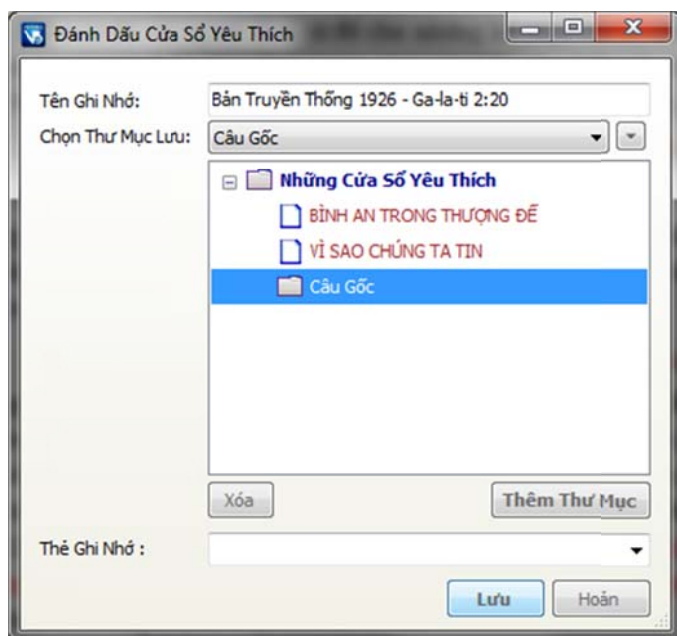 Đánh Dấu Cửa Sổ Yêu Thích
Tên Ghi Nhớ: Bản Truyền Thống 1926 - Ga-la-ti 2:20
Chọn Thư Mục Lưu: Câu Gốc
Những Cửa Sổ Yêu Thích
BÌNH AN TRONG THƯỢNG ĐẾ
VÌ SAO CHÚNG TA TIN
Câu Gốc
Xóa Thêm Thư Mục
Thẻ Ghi Nhớ :
Lưu Hoản